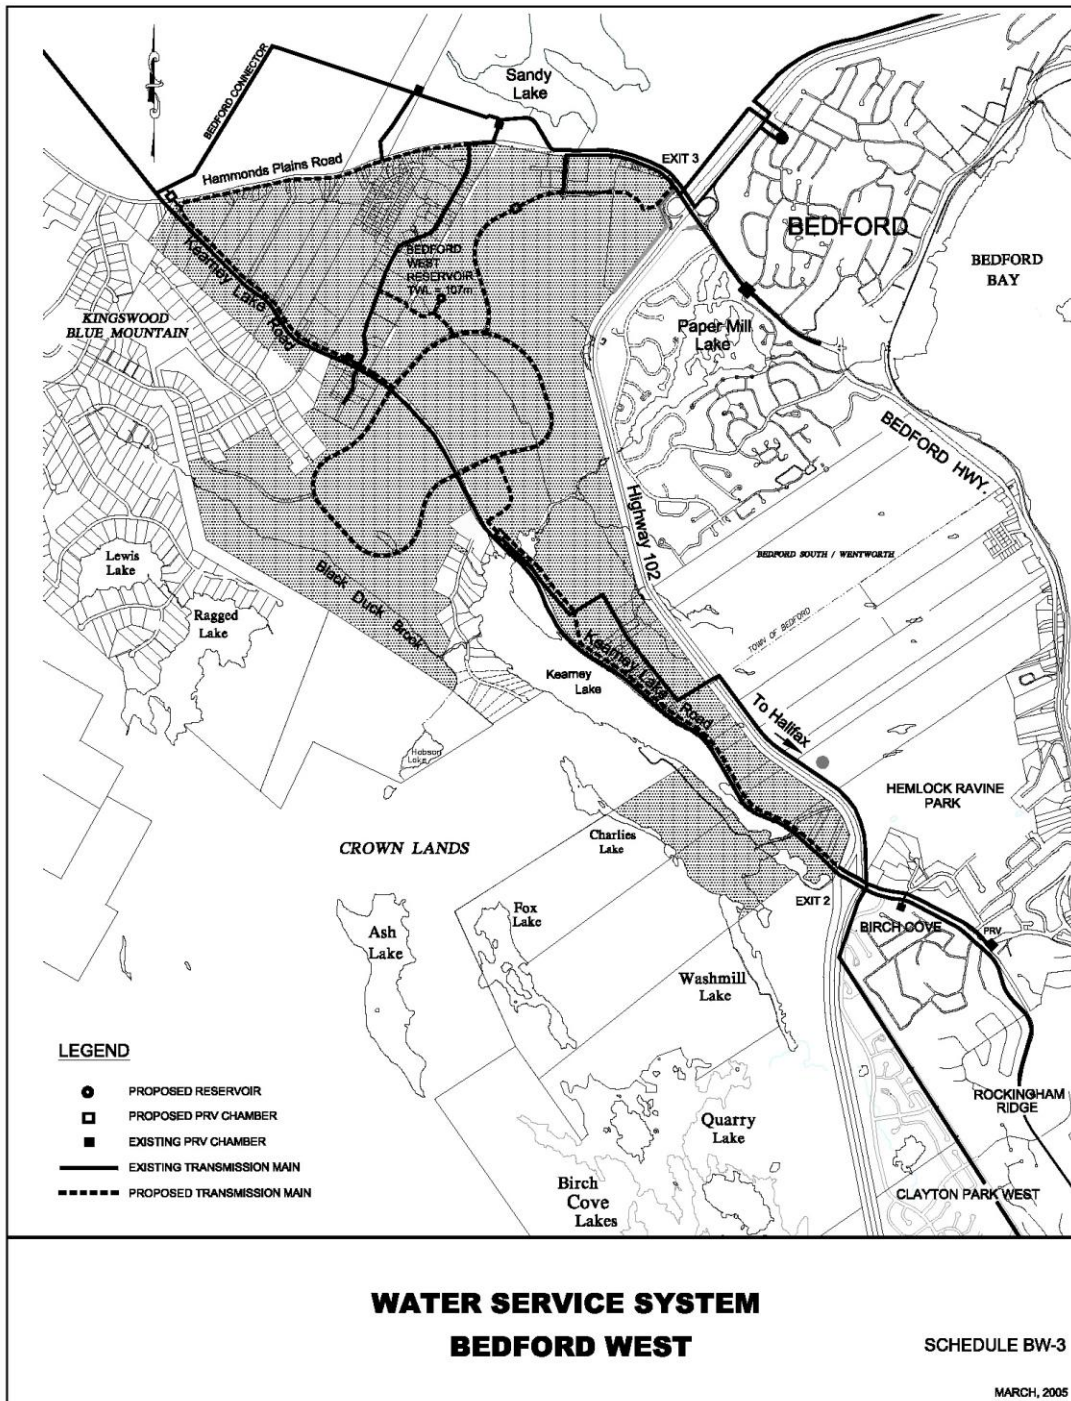 Sandy
Lake
BEDFORD CONNECTOR
Hammonds Plains Road
EXIT 3
BEDFORD
BEDFORD
BAY
BEDFORD
WEST
RESERVOIR
TWL = 107m
Kearney Lake Road
KINGSWOOD
BLUE MOUNTAIN
Paper Mill
Lake
BEDFORD HWY.
Highway 102
BEDFORD SOUTH / WENTWORTH
TOWN OF BEDFORD
Lewis
Lake
Ragged
Lake
Black Duck Brook
Kearney Lake Road
Kearney
Lake
To Halifax
Hobson
Lake
HEMLOCK RAVINE
PARK
CROWN LANDS
Charlies
Lake
EXIT 2
Fox
Lake
Ash
Lake
BIRCH COVE
PRV
Washmill
Lake
LEGEND
PROPOSED RESERVOIR
PROPOSED PRV CHAMBER
EXISTING PRV CHAMBER
EXISTING TRANSMISSION MAIN
PROPOSED TRANSMISSION MAIN
ROCKINGHAM
RIDGE
Quarry
Lake
Birch
Cove
Lakes
CLAYTON PARK WEST
WATER SERVICE SYSTEM
BEDFORD WEST
SCHEDULE BW-3
MARCH, 2005